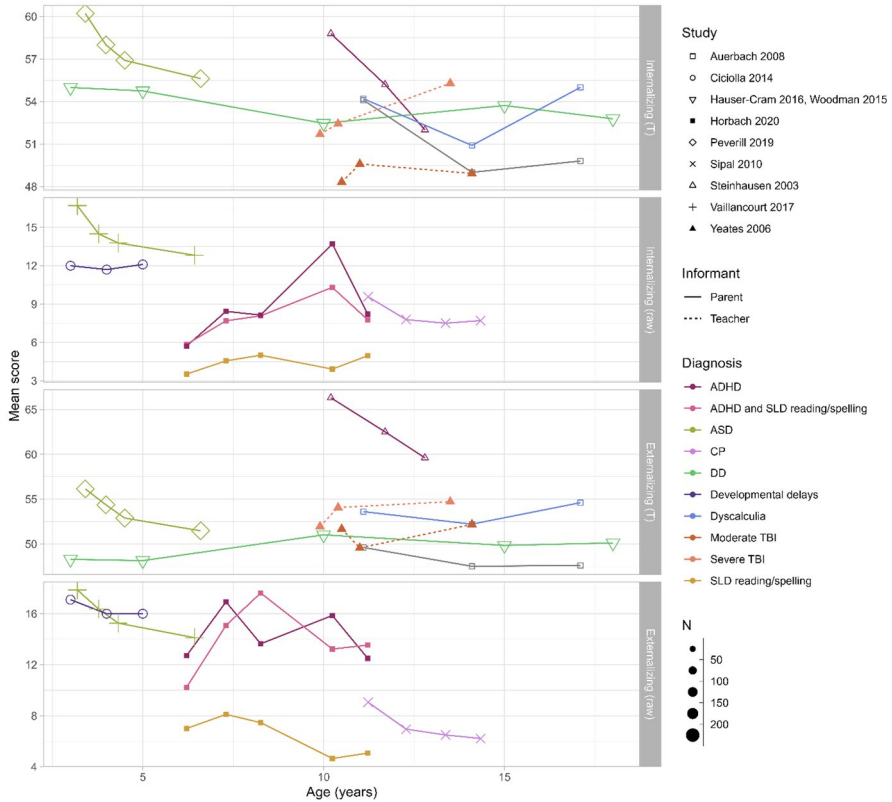 Mean score
60
57
54
51
48
Internalizing (T)
15
12
9
6
3
Internalizing (raw)
65
60
55
50
Externalizing (T)
16
12
8
4
Externalizing (raw)
5
10
15
Age (years)
Study
Auerbach 2008
Ciciolla 2014
Hauser-Cram 2016, Woodman 2015
Horbach 2020
Peverill 2019
Sipal 2010
Steinhausen 2003
Vaillancourt 2017
Yeates 2006
Informant
Parent
Teacher
Diagnosis
ADHD
ADHD and SLD reading/spelling
ASD
CP
DD
Developmental delays
Dyscalculia
Moderate TBI
Severe TBI
SLD reading/spelling
N
50
100
150
200